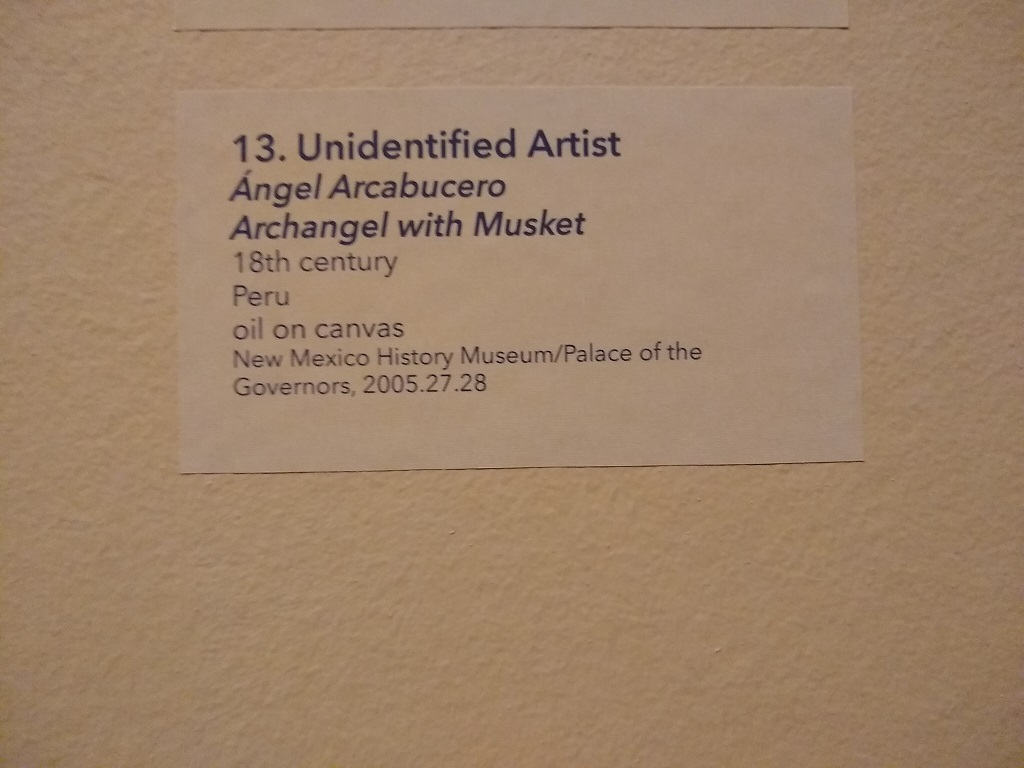 13. Unidentified Artist
Ángel Arcabucero
Archangel with Musket
18th century
Peru
oil on canvas
New Mexico History Museum/Palace of the
Governors, 2005.27.28